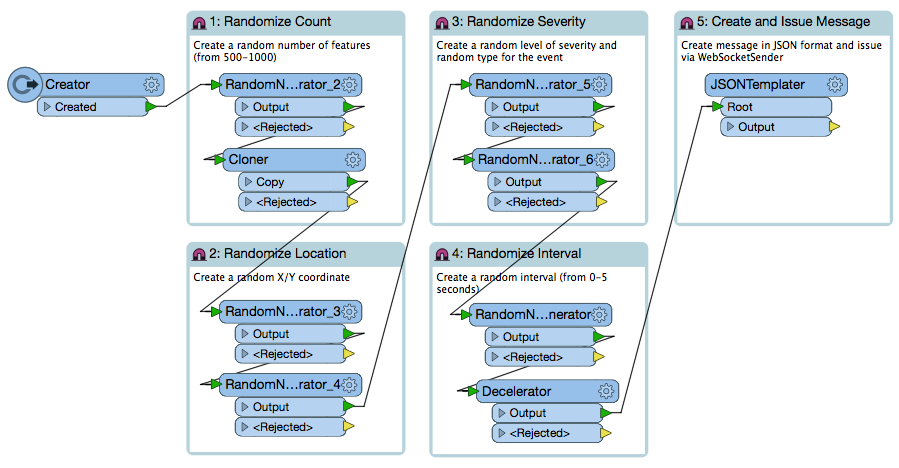 Creator
Created
1: Randomize Count
Create a random number of features
(from 500-1000)
RandomN...rator_2
Output
<Rejected>
Cloner
Copy
<Rejected>
2: Randomize Location
Create a random X/Y coordinate
RandomN...rator_3
Output
<Rejected>
RandomN...rator_4
Output
<Rejected>
3: Randomize Severity
Create a random level of severity and
random type for the event
RandomN...rator_5
Output
<Rejected>
RandomN...rator_6
Output
<Rejected>
4: Randomize Interval
Create a random interval (from 0-5
seconds)
RandomN...nerator
Output
<Rejected>
Decelerator
Output
<Rejected>
5: Create and Issue Message
Create message in JSON format and issue
via WebSocketSender
JSONTemplater
Root
Output